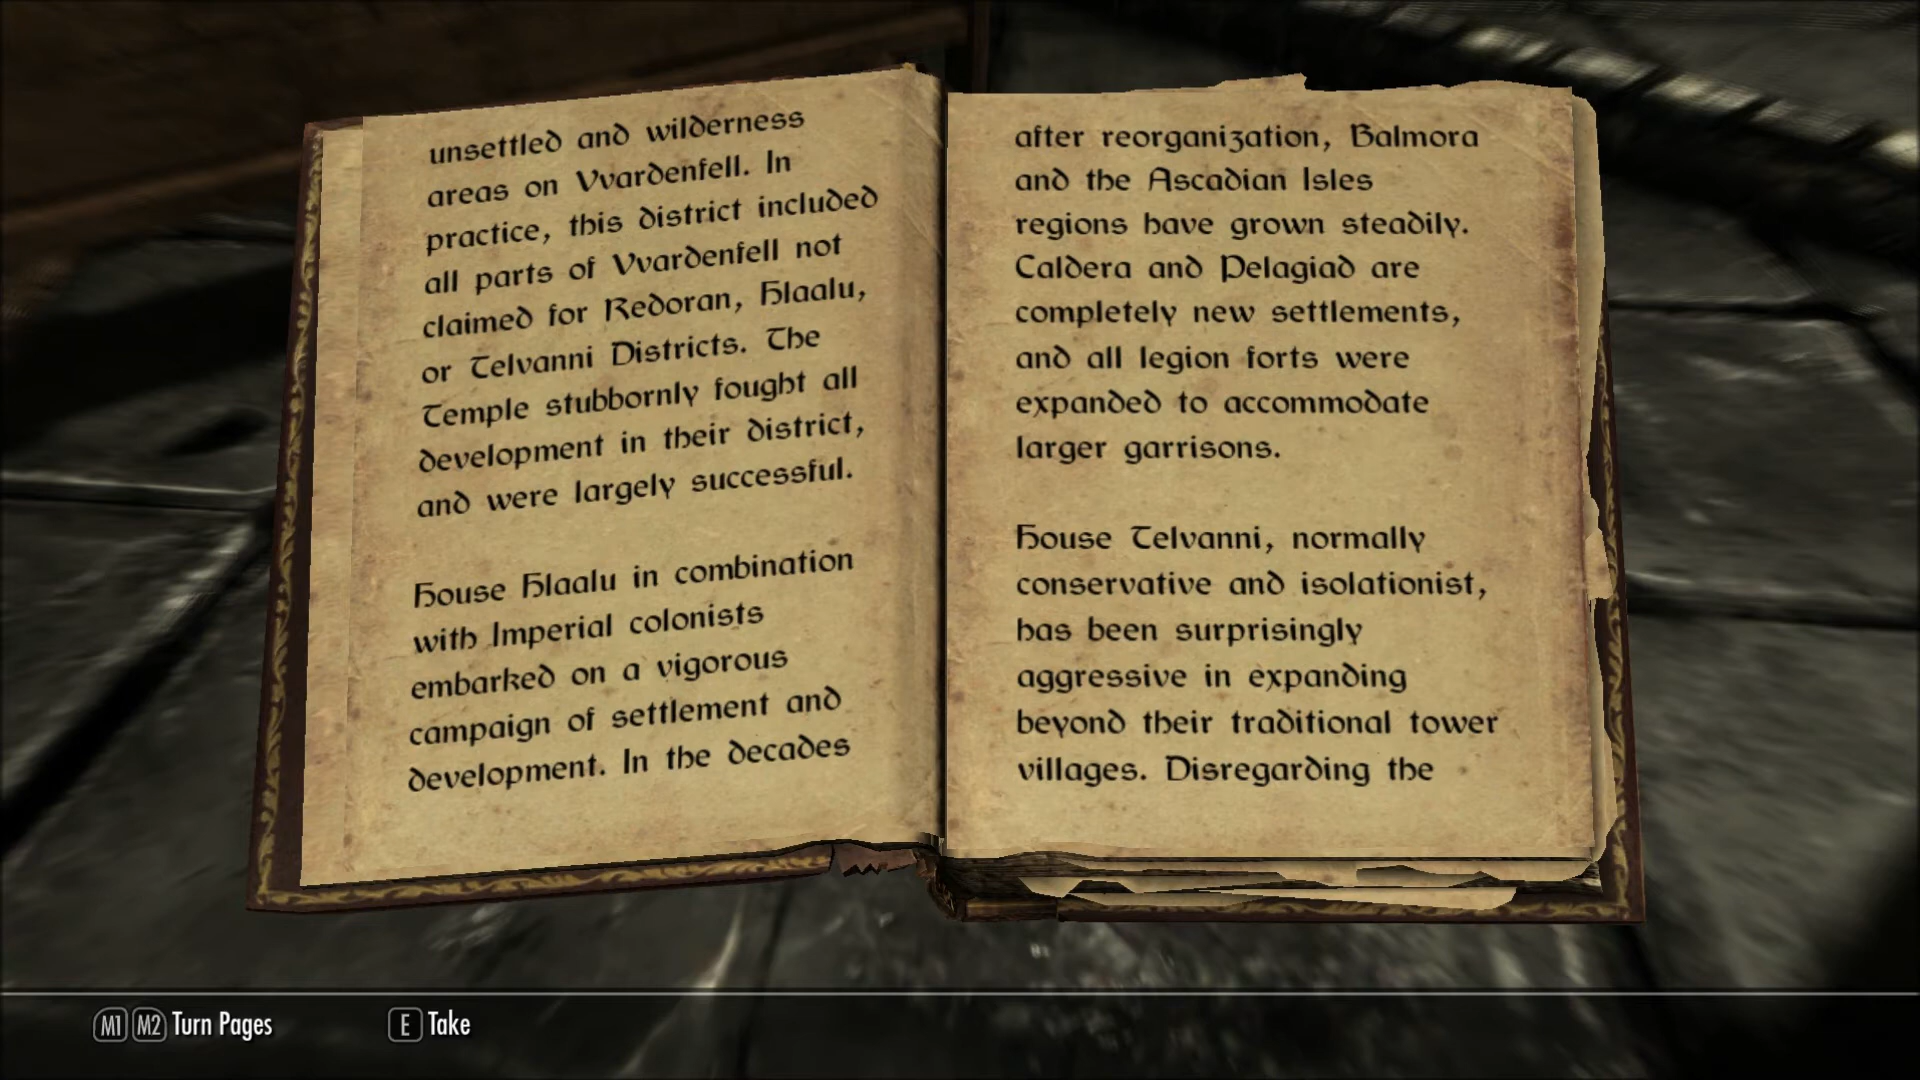 unsettled and wilderness
areas on Vvardenfell. In
practice, this district included
all parts of Vvardenfell not
claimed for Redoran, Hlaalu,
or Telvanni Districts. The
Temple stubbornly fought all
development in their district,
and were largely successful.
House Hlaalu in combination
with Imperial colonists
embarked on a vigorous
campaign of settlement and
development. In the decades
after reorganization, Balmora
and the Ascadian Isles
regions have grown steadily.
Caldera and Pelagiad are
completely new settlements,
and all legion forts were
expanded to accommodate
larger garrisons.
House Telvanni, normally
conservative and isolationist,
has been surprisingly
aggressive in expanding
beyond their traditional tower
villages. Disregarding the
M1 M2 Turn Pages
E Take